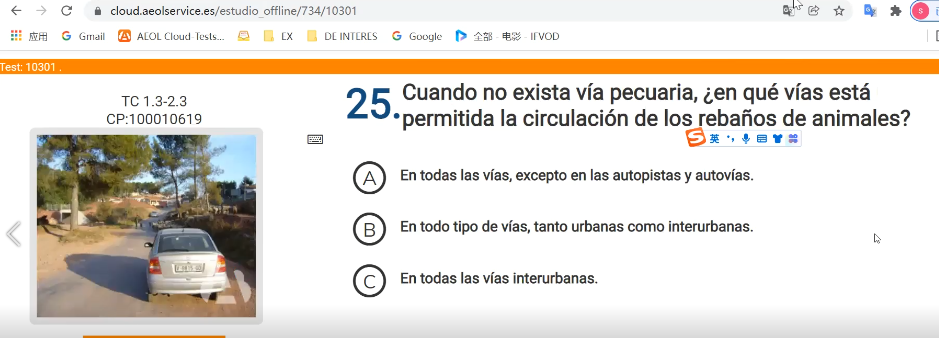 cloud.aeolservice.es/estudio_offline/734/10301
应用 Gmail AEOL Cloud-Tests... EX DE INTERES Google 全部 - 电影 - IFVOD
Test: 10301 .
TC 1.3-2.3
CP:100010619
25. Cuando no exista vía pecuaria, ¿en qué vías está
permitida la circulación de los rebaños de animales?
英
A En todas las vías, excepto en las autopistas y autovías.
B En todo tipo de vías, tanto urbanas como interurbanas.
C En todas las vías interurbanas.